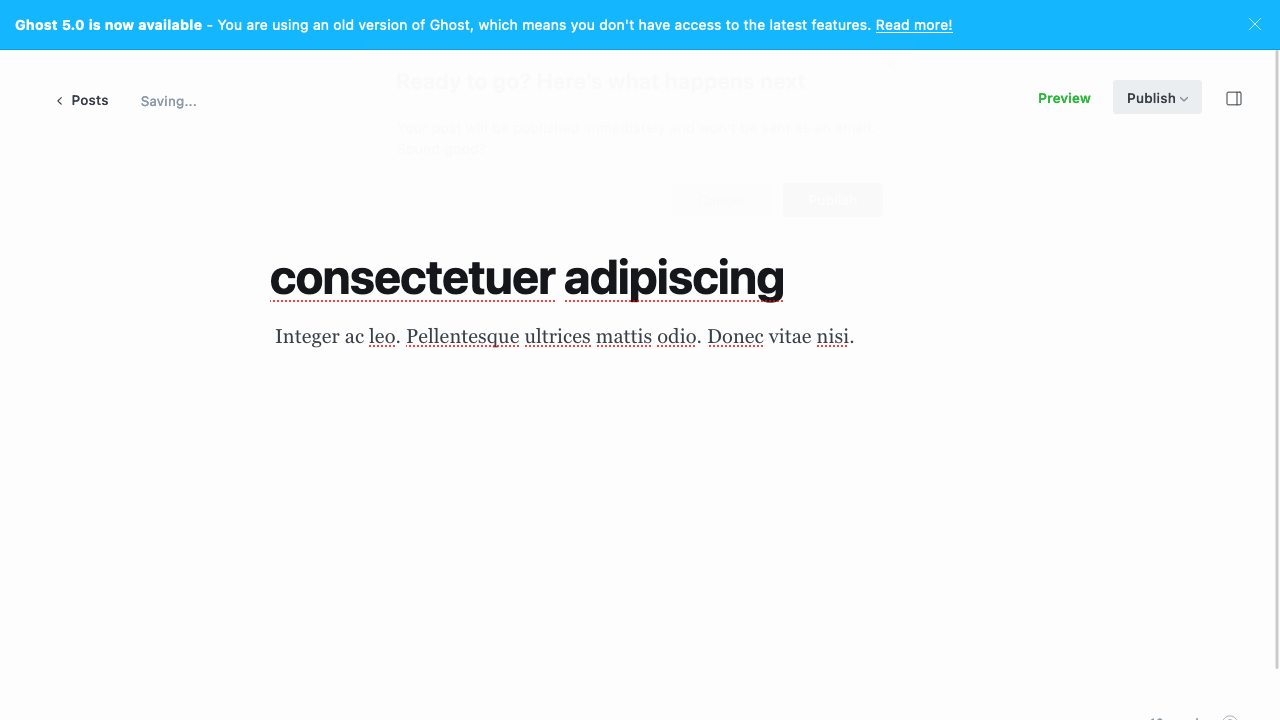 Ghost 5.0 is now available - You are using an old version of Ghost, which means you don't have access to the latest features. Read more!
Ready to go? Here's what happens next
Posts
Saving...
Preview
Publish
Your post will be published immediately and won't be sent as an email.
Sound good?
Publish
consectetuer adipiscing
Integer ac leo. Pellentesque ultrices mattis odio. Donec vitae nisi.